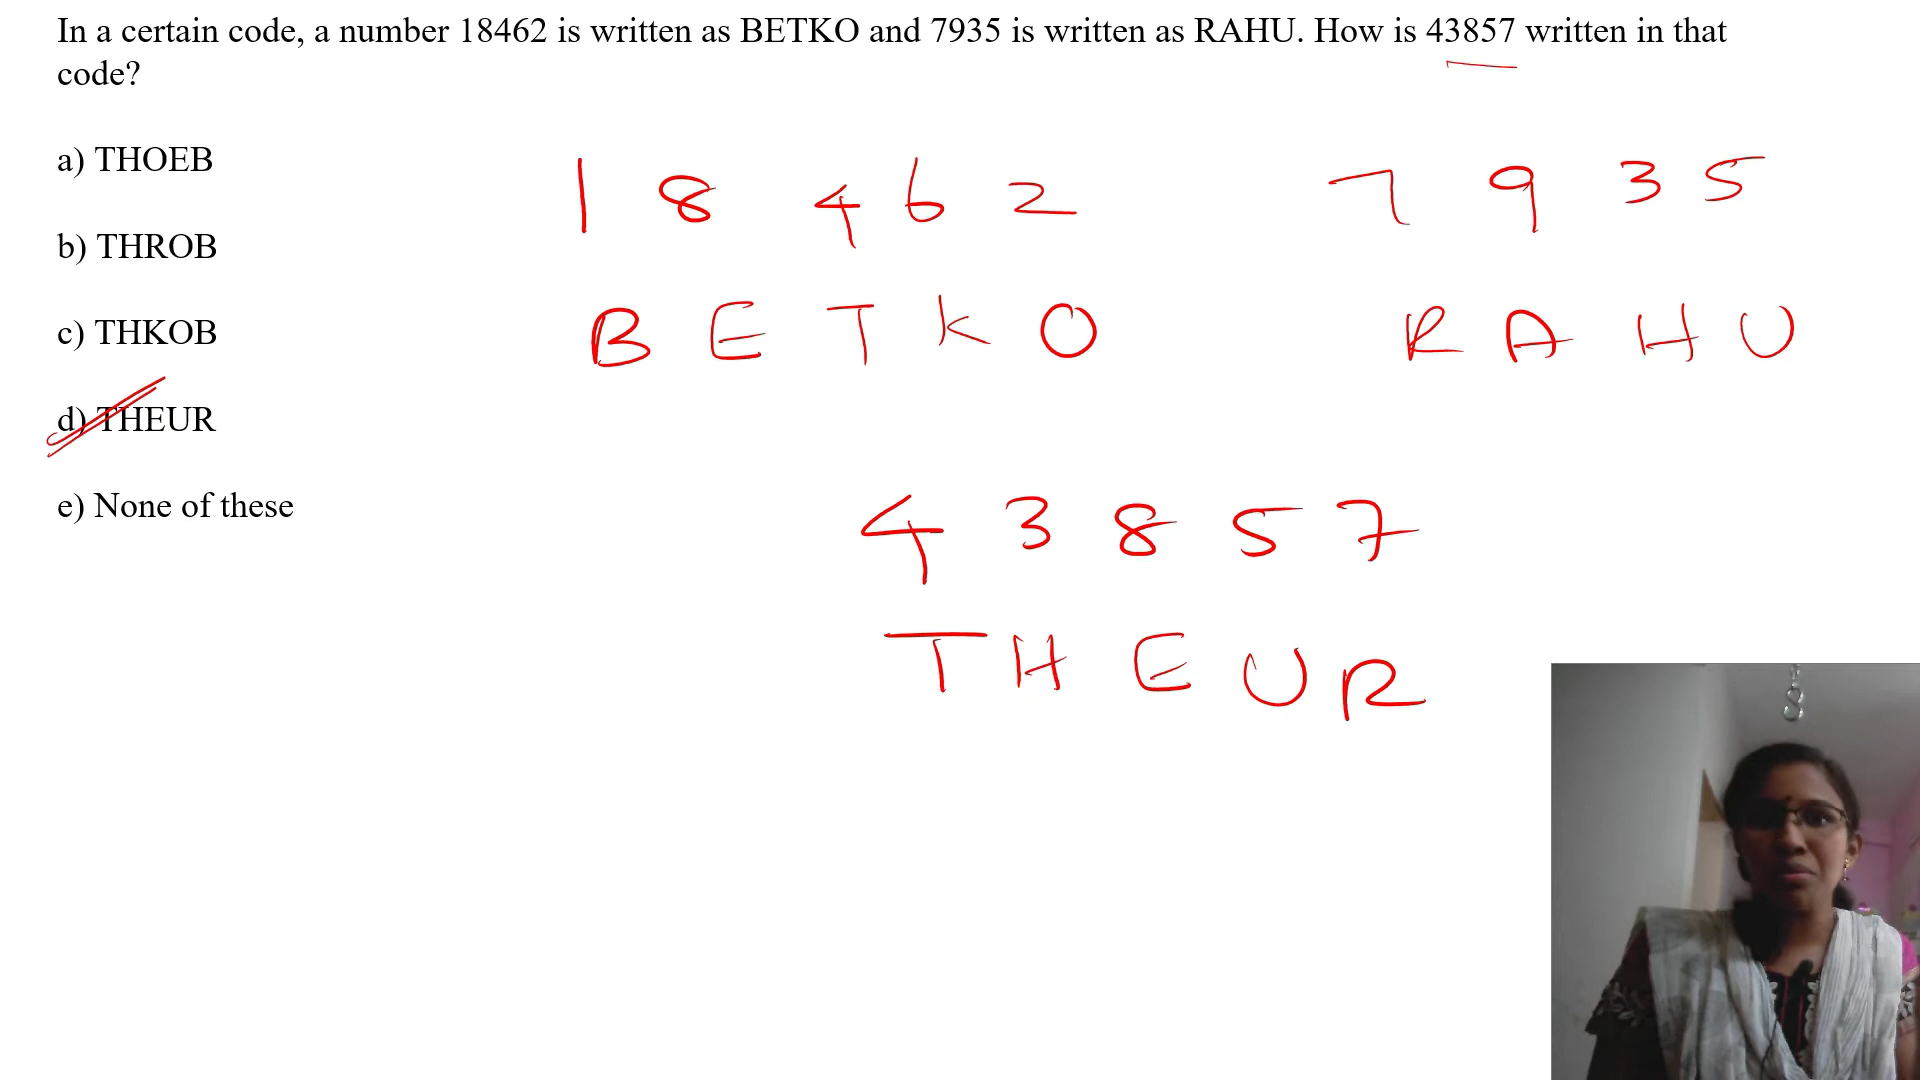 In a certain code, a number 18462 is written as BETKO and 7935 is written as RAHU. How is 43857 written in that
code?
a) THOEB
b) THROB
c) THKOB
d) THEUR
e) None of these
1 8 4 6 2
7 9 3 5
B E T K O
R A H U
4 3 8 5 7
T H E U R